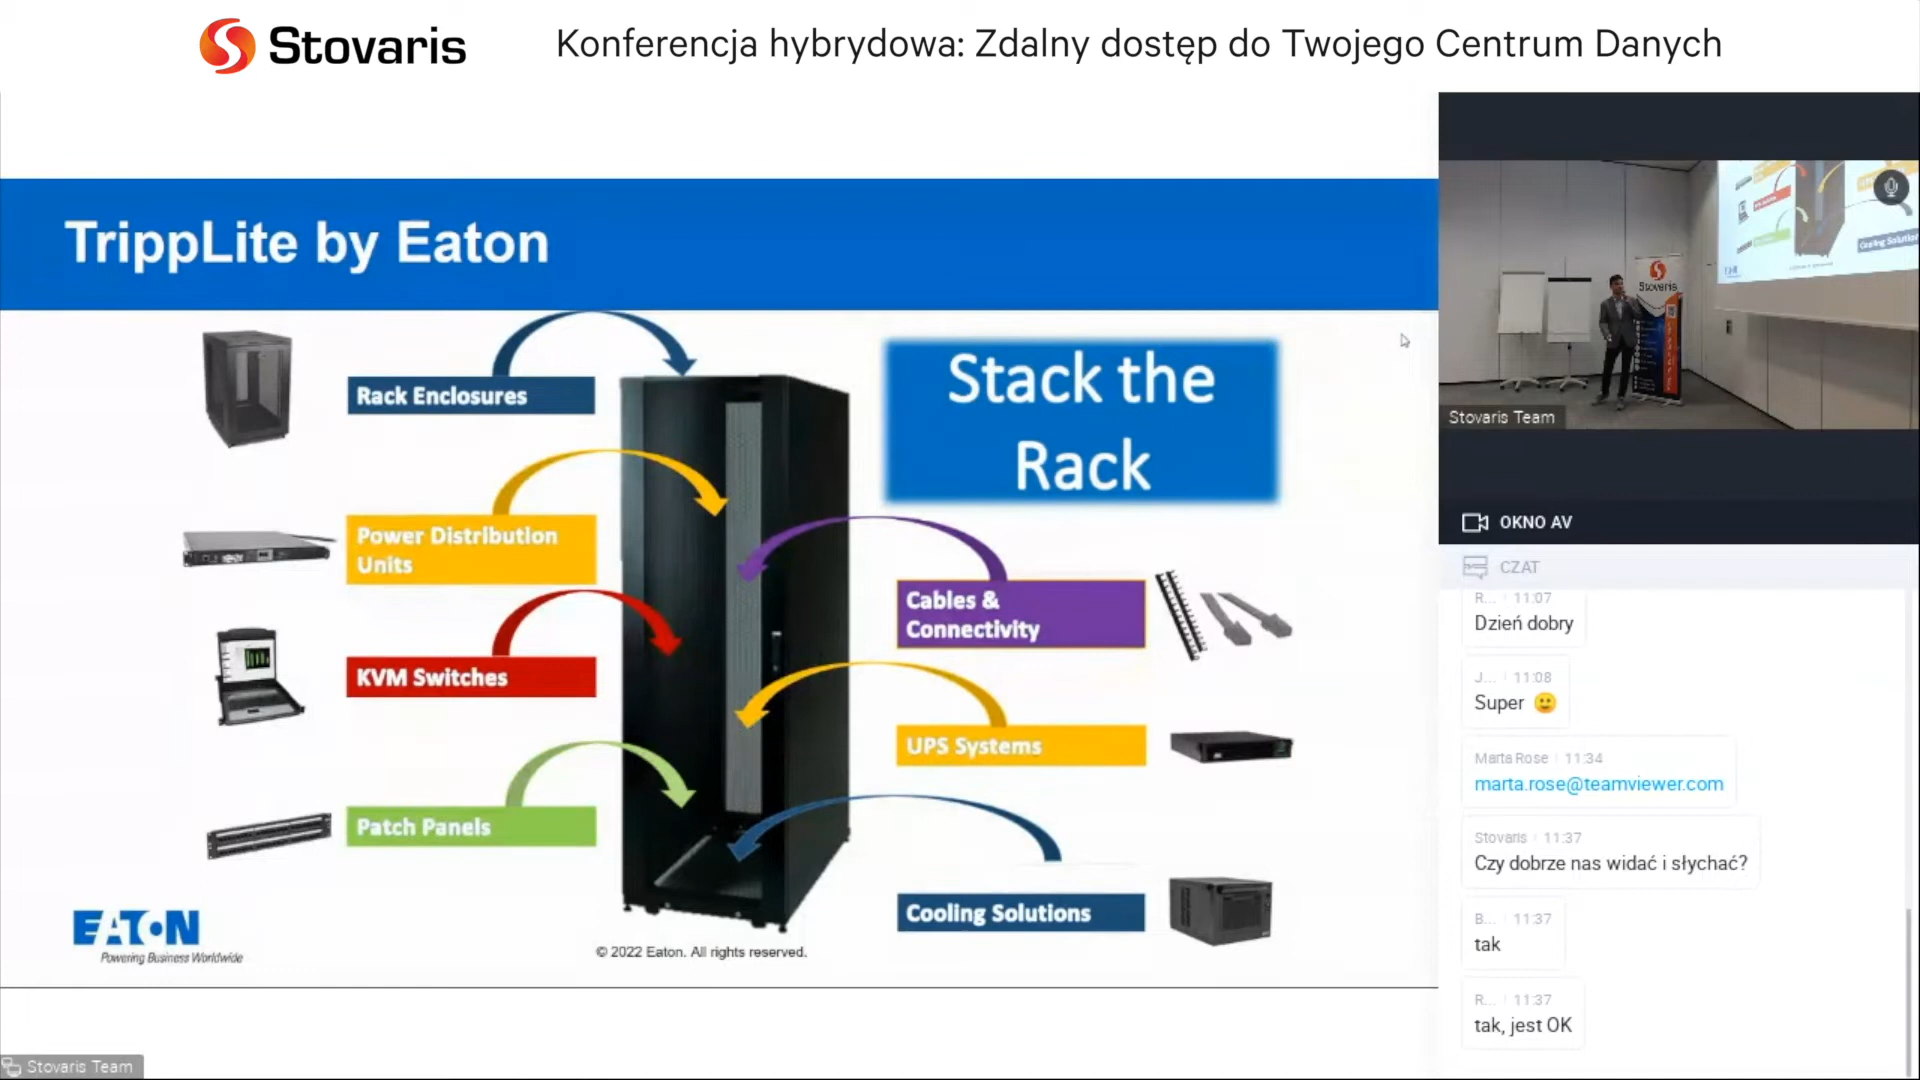 Stovaris
Konferencja hybrydowa: Zdalny dostęp do Twojego Centrum Danych
TrippLite by Eaton
Stack the
Rack
Rack Enclosures
Power Distribution
Units
KVM Switches
Patch Panels
Cables &
Connectivity
UPS Systems
Cooling Solutions
EATON
Powering Business Worldwide
© 2022 Eaton. All rights reserved.
Stovaris Team
Stovaris
Cooling Solution
Stovaris Team
OKNO AV
CZAT
R... 11:07
Dzień dobry
J... 11:08
Super 🙂
Marta Rose 11:34
marta.rose@teamviewer.com
Stovaris 11:37
Czy dobrze nas widać i słychać?
B... 11:37
tak
R... 11:37
tak, jest OK